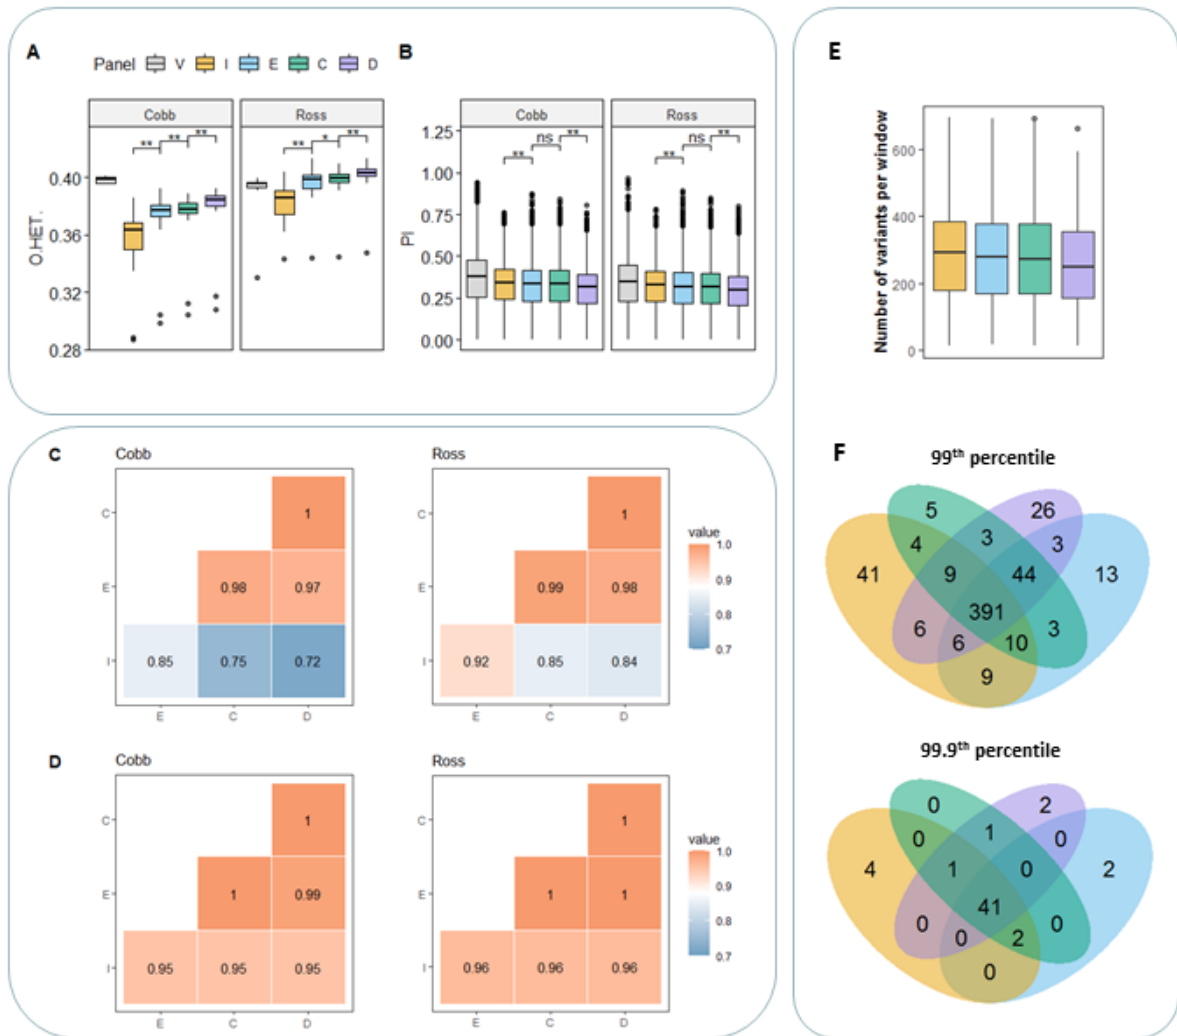 A
Panel V I E C D
Cobb Ross
** ** ** ** * **
O.HET.
0.40
0.36
0.32
0.28
B
Cobb Ross
** ns ** ** ns **
PI
1.25
1.00
0.75
0.50
0.25
0.00
C
Cobb
C
E
I
1
0.98 0.97
0.85 0.75 0.72
E C D
Ross
C
E
I
1
0.99 0.98
0.92 0.85 0.84
E C D
value
1.0
0.9
0.8
0.7
D
Cobb
C
E
I
1
1 0.99
0.95 0.95 0.95
E C D
Ross
C
E
I
1
1 1
0.96 0.96 0.96
E C D
value
1.0
0.9
0.8
0.7
E
Number of variants per window
600
400
200
0
F
99th percentile
5 26
4 3 3
41 9 44 13
391
6 6 10 3
9
99.9th percentile
0 2
0 1 0
4 1 0 2
41
0 0 2 0
0